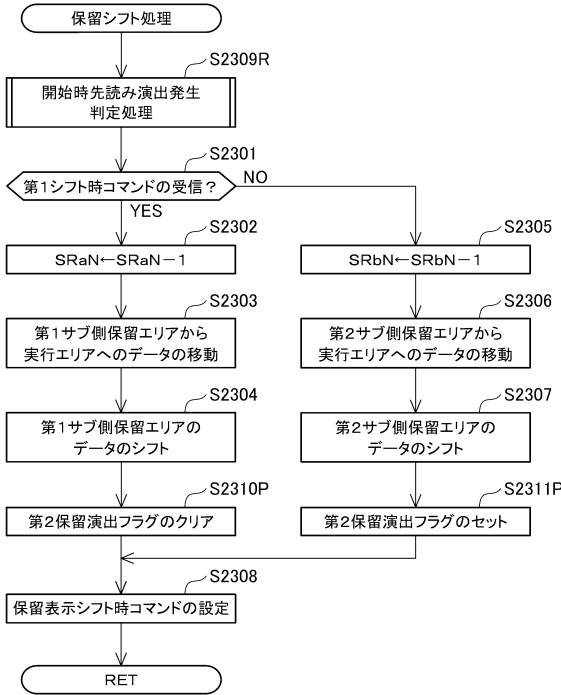 保留シフト処理
S2309R
開始時先読み演出発生
判定処理
S2301
第1シフト時コマンドの受信？
NO
YES
S2302
SRaN←SRaN－1
S2303
第1サブ側保留エリアから
実行エリアへのデータの移動
S2304
第1サブ側保留エリアの
データのシフト
S2310P
第2保留演出フラグのクリア
S2305
SRbN←SRbN－1
S2306
第2サブ側保留エリアから
実行エリアへのデータの移動
S2307
第2サブ側保留エリアの
データのシフト
S2311P
第2保留演出フラグのセット
S2308
保留表示シフト時コマンドの設定
RET